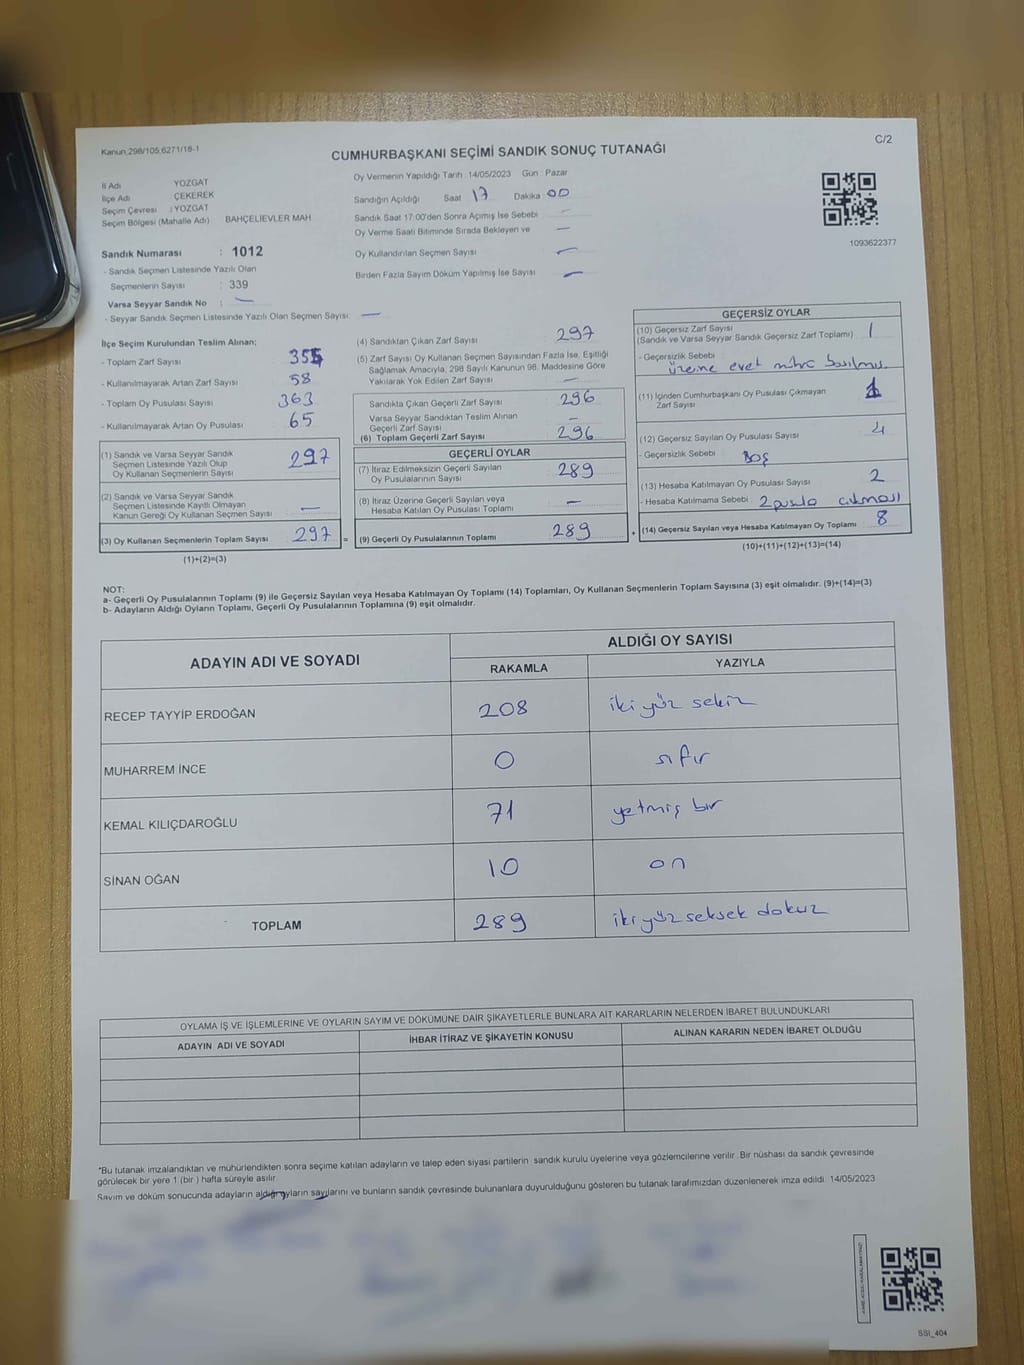 Kanun;298/105,6271/18-1
C/2
CUMHURBAŞKANI SEÇİMİ SANDIK SONUÇ TUTANAĞI
İl Adı YOZGAT
İlçe Adı ÇEKEREK
Seçim Çevresi : YOZGAT
Seçim Bölgesi (Mahalle Adı) BAHÇELİEVLER MAH
Sandık Numarası : 1012
- Sandık Seçmen Listesinde Yazılı Olan
Seçmenlerin Sayısı : 339
Varsa Seyyar Sandık No : —
- Seyyar Sandık Seçmen Listesinde Yazılı Olan Seçmen Sayısı: —
Oy Vermenin Yapıldığı Tarih : 14/05/2023 Gün : Pazar
Sandığın Açıldığı Saat 17 Dakika : 00
Sandık Saat 17:00'den Sonra Açımış İse Sebebi —
Oy Verme Saati Bitiminde Sırada Bekleyen ve —
Oy Kullandırılan Seçmen Sayısı —
Birden Fazla Sayım Döküm Yapılmış İse Sayısı —
1093622377
İlçe Seçim Kurulundan Teslim Alınan;
- Toplam Zarf Sayısı 355
- Kullanılmayarak Artan Zarf Sayısı 58
- Toplam Oy Pusulası Sayısı 363
- Kullanılmayarak Artan Oy Pusulası 65
(1) Sandık ve Varsa Seyyar Sandık
Seçmen Listesinde Yazılı Olup
Oy Kullanan Seçmenlerin Sayısı 297
(2) Sandık ve Varsa Seyyar Sandık
Seçmen Listesinde Kayıtlı Olmayan
Kanun Gereği Oy Kullanan Seçmen Sayısı —
(3) Oy Kullanan Seçmenlerin Toplam Sayısı 297 =
(1)+(2)=(3)
(4) Sandıktan Çıkan Zarf Sayısı 297
(5) Zarf Sayısı Oy Kullanan Seçmen Sayısından Fazla İse, Eşitliği
Sağlamak Amacıyla, 298 Sayılı Kanunun 98. Maddesine Göre
Yakılarak Yok Edilen Zarf Sayısı —
Sandıkta Çıkan Geçerli Zarf Sayısı 296
Varsa Seyyar Sandıktan Teslim Alınan
Geçerli Zarf Sayısı —
(6) Toplam Geçerli Zarf Sayısı 296
GEÇERLİ OYLAR
(7) İtiraz Edilmeksizin Geçerli Sayılan
Oy Pusulalarının Sayısı 289
(8) İtiraz Üzerine Geçerli Sayılan veya
Hesaba Katılan Oy Pusulası Toplamı —
(9) Geçerli Oy Pusulalarının Toplamı 289 +
GEÇERSİZ OYLAR
(10) Geçersiz Zarf Sayısı 1
(Sandık ve Varsa Seyyar Sandık Geçersiz Zarf Toplamı)
- Geçersizlik Sebebi
üzerine evet mührü basılmış.
(11) İçinden Cumhurbaşkanı Oy Pusulası Çıkmayan
Zarf Sayısı 1
(12) Geçersiz Sayılan Oy Pusulası Sayısı 4
- Geçersizlik Sebebi Boş
(13) Hesaba Katılmayan Oy Pusulası Sayısı 2
- Hesaba Katılmama Sebebi : 2 pusula çıkması
(14) Geçersiz Sayılan veya Hesaba Katılmayan Oy Toplamı 8
(10)+(11)+(12)+(13)=(14)
NOT:
a- Geçerli Oy Pusulalarının Toplamı (9) ile Geçersiz Sayılan veya Hesaba Katılmayan Oy Toplamı (14) Toplamları, Oy Kullanan Seçmenlerin Toplam Sayısına (3) eşit olmalıdır. (9)+(14)=(3)
b- Adayların Aldığı Oyların Toplamı, Geçerli Oy Pusulalarının Toplamına (9) eşit olmalıdır.
ADAYIN ADI VE SOYADI
ALDIĞI OY SAYISI
RAKAMLA YAZIYLA
RECEP TAYYİP ERDOĞAN 208 iki yüz sekiz
MUHARREM İNCE 0 sıfır
KEMAL KILIÇDAROĞLU 71 yetmiş bir
SİNAN OĞAN 10 on
TOPLAM 289 iki yüz seksek dokuz
OYLAMA İŞ VE İŞLEMLERİNE VE OYLARIN SAYIM VE DÖKÜMÜNE DAİR ŞİKAYETLERLE BUNLARA AİT KARARLARIN NELERDEN İBARET BULUNDUKLARI
ADAYIN ADI VE SOYADI İHBAR İTİRAZ VE ŞİKAYETİN KONUSU ALINAN KARARIN NEDEN İBARET OLDUĞU
*Bu tutanak imzalandıktan ve mühürlendikten sonra seçime katılan adayların ve talep eden siyasi partilerin sandık kurulu üyelerine veya gözlemcilerine verilir. Bir nüshası da sandık çevresinde
görülecek bir yere 1 (bir) hafta süreyle asılır.
Sayım ve döküm sonucunda adayların aldığı oyların sayılarını ve bunların sandık çevresinde bulunanlara duyurulduğunu gösteren bu tutanak tarafımızdan düzenlenerek imza edildi. 14/05/2023
SSI_404